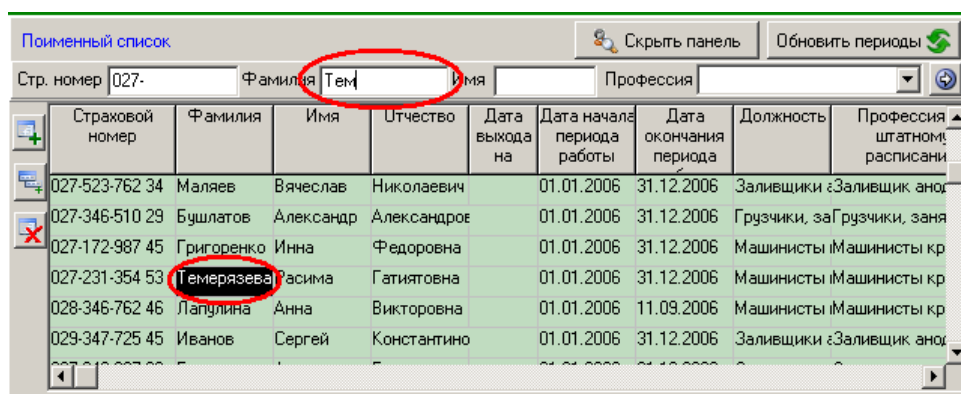 Поименный список Скрыть панель Обновить периоды
Стр. номер 027- Фамилия Тем Имя Профессия
Страховой номер Фамилия Имя Отчество Дата выхода на Дата начала периода работы Дата окончания периода Должность Профессия штатном расписани
027-523-762 34 Маляев Вячеслав Николаевич 01.01.2006 31.12.2006 Заливщики а Заливщик анод
027-346-510 29 Бушлатов Александр Александров 01.01.2006 31.12.2006 Грузчики, за Грузчики, заня
027-172-987 45 Григоренко Инна Федоровна 01.01.2006 31.12.2006 Машинисты Машинисты кр
027-231-354 53 Темерязева Расима Гатиятовна 01.01.2006 31.12.2006 Машинисты Машинисты кр
028-346-762 46 Лапулина Анна Викторовна 01.01.2006 11.09.2006 Машинисты Машинисты кр
029-347-725 45 Иванов Сергей Константино 01.01.2006 31.12.2006 Заливщики а Заливщик анод